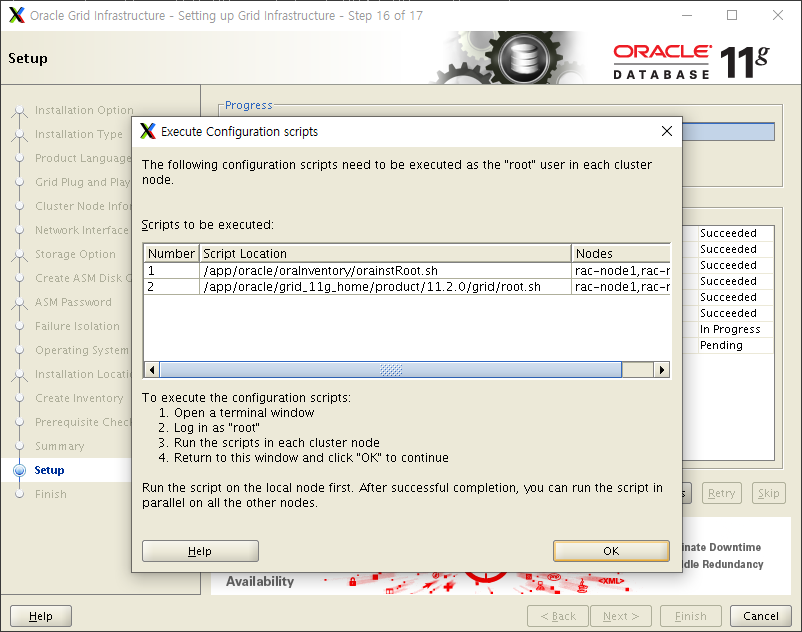 Oracle Grid Infrastructure - Setting up Grid Infrastructure - Step 16 of 17
Setup
ORACLE
DATABASE 11g
Installation Option
Installation Type
Product Language
Grid Plug and Play
Cluster Node
Network Interface
Storage Option
Create ASM Disk
ASM Password
Failure Isolation
Operating System
Installation
Create Inventory
Prerequisite
Summary
Setup
Finish
Progress
Execute Configuration scripts
The following configuration scripts need to be executed as the "root" user in each cluster
node.
Scripts to be executed:
Number Script Location Nodes
1 /app/oracle/oraInventory/orainstRoot.sh rac-node1,rac-
2 /app/oracle/grid_11g_home/product/11.2.0/grid/root.sh rac-node1,rac-
To execute the configuration scripts:
1. Open a terminal window
2. Log in as "root"
3. Run the scripts in each cluster node
4. Return to this window and click "OK" to continue
Run the script on the local node first. After successful completion, you can run the script in
parallel on all the other nodes.
Help OK
Succeeded
Succeeded
Succeeded
Succeeded
Succeeded
Succeeded
In Progress
Pending
Retry Skip
Downtime
Redundancy
Availability
<XML>
Help < Back Next > Finish Cancel